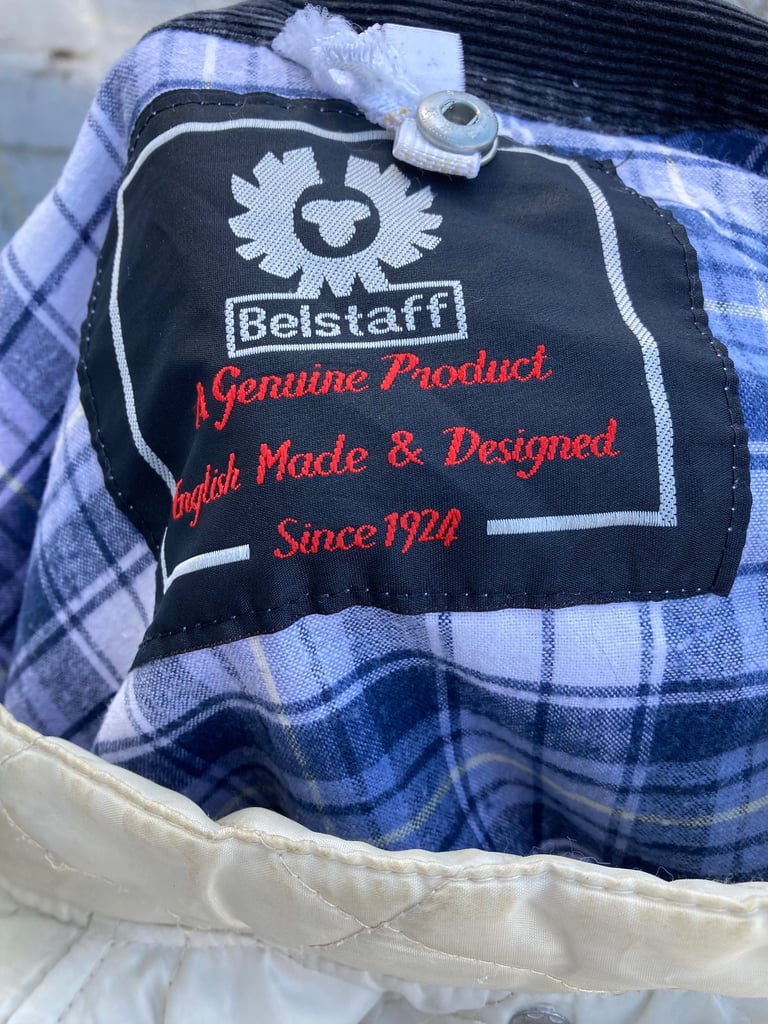 Belstaff
A Genuine Product
English Made & Designed
Since 1924